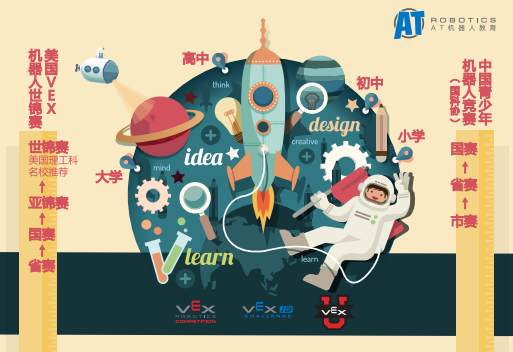 AT ROBOTICS
AT机器人教育
美国VEX
机器人世锦赛
世锦赛
美国理工科
名校推荐
亚锦赛
国赛
省赛
高中
初中
小学
大学
think
idea
mind
design
creative
learn
learn
中国青少年
机器人竞赛
国赛
省赛
市赛
VEX
ROBOTICS
COMPETITION
VEX IQ
CHALLENGE
VEX
U